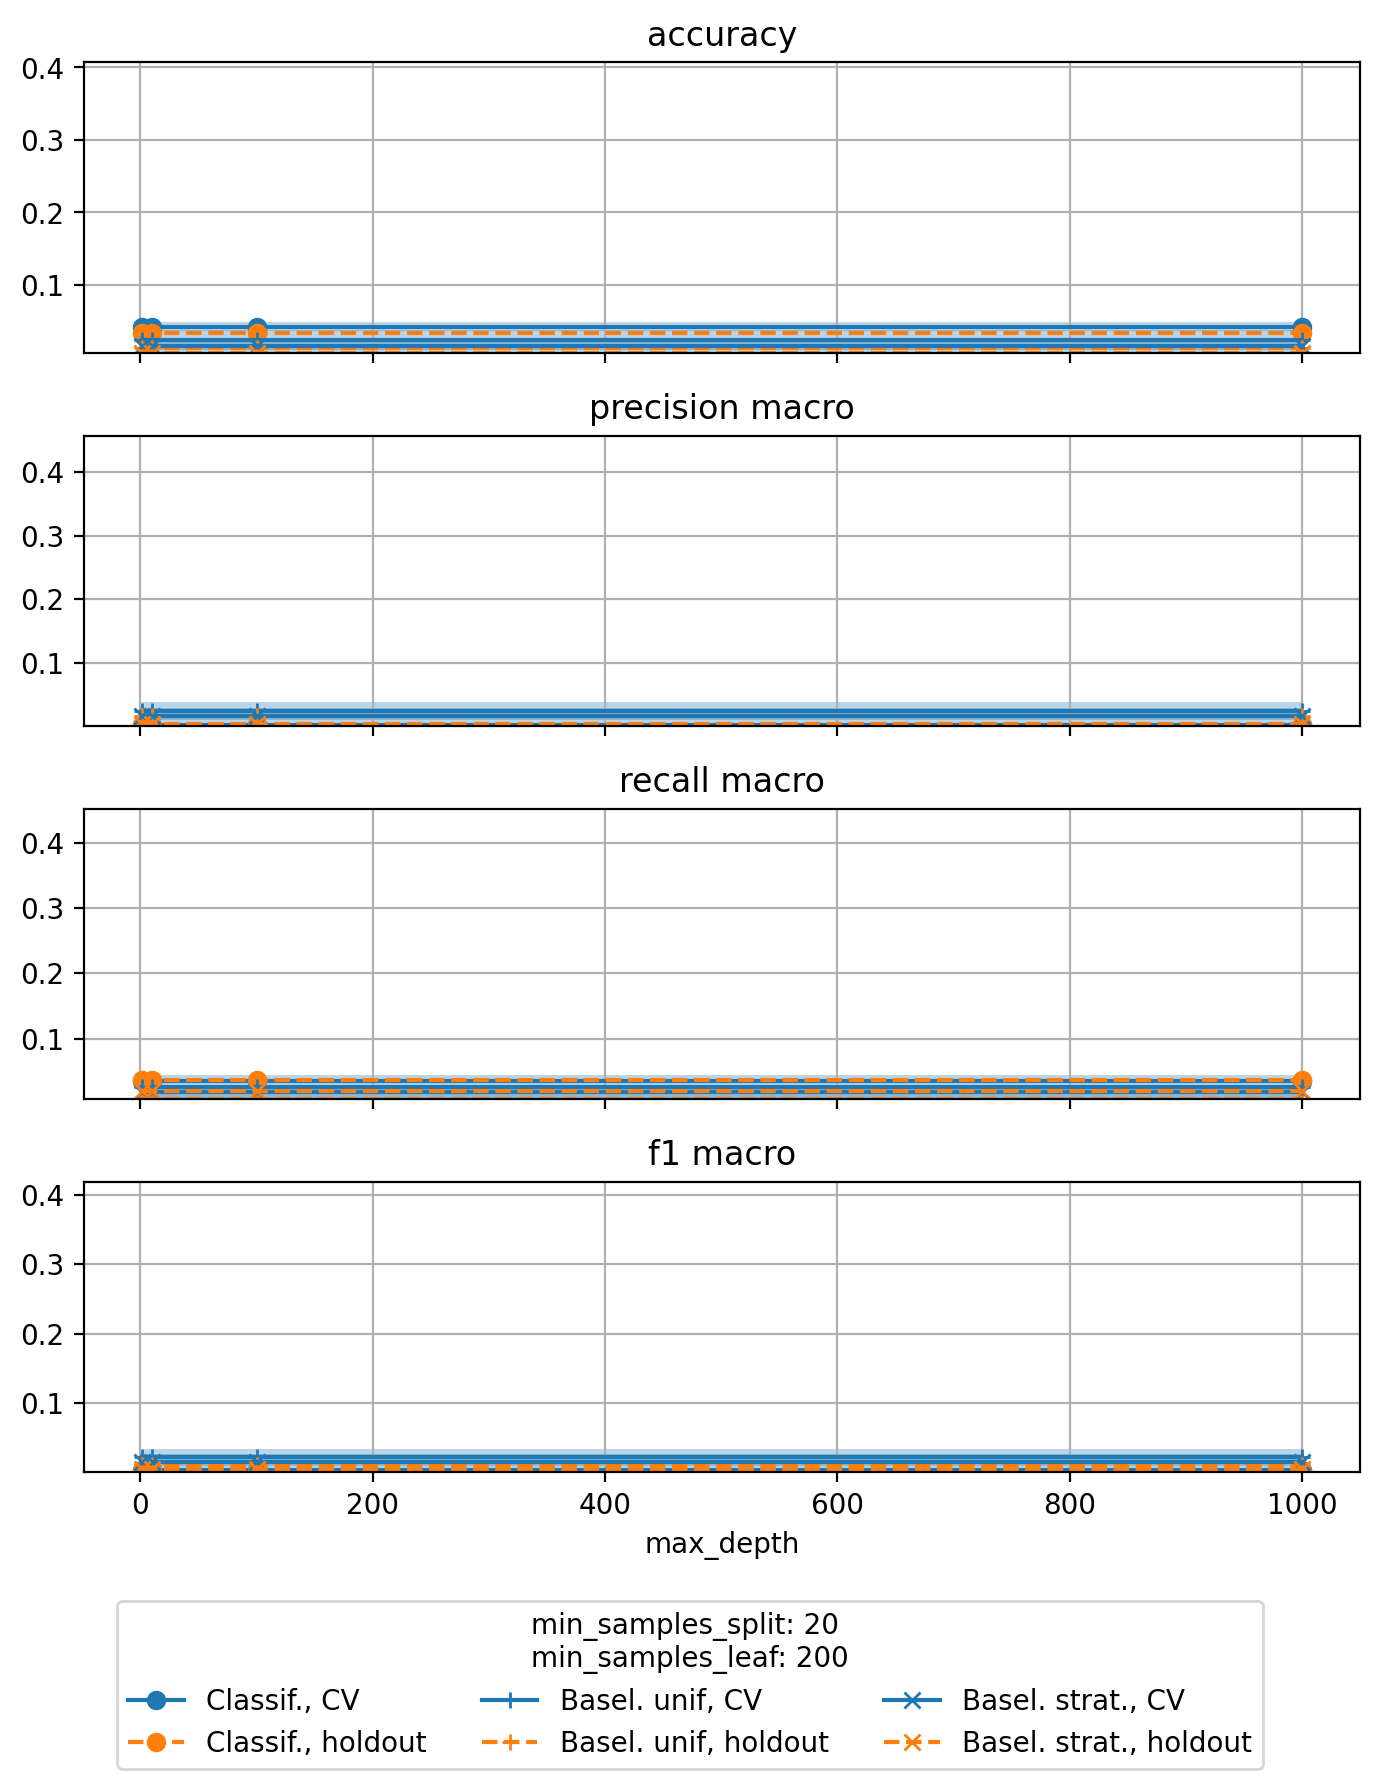 accuracy
0.4
0.3
0.2
0.1
precision macro
0.4
0.3
0.2
0.1
recall macro
0.4
0.3
0.2
0.1
f1 macro
0.4
0.3
0.2
0.1
0 200 400 600 800 1000
max_depth
min_samples_split: 20
min_samples_leaf: 200
Classif., CV Basel. unif, CV Basel. strat., CV
Classif., holdout Basel. unif, holdout Basel. strat., holdout